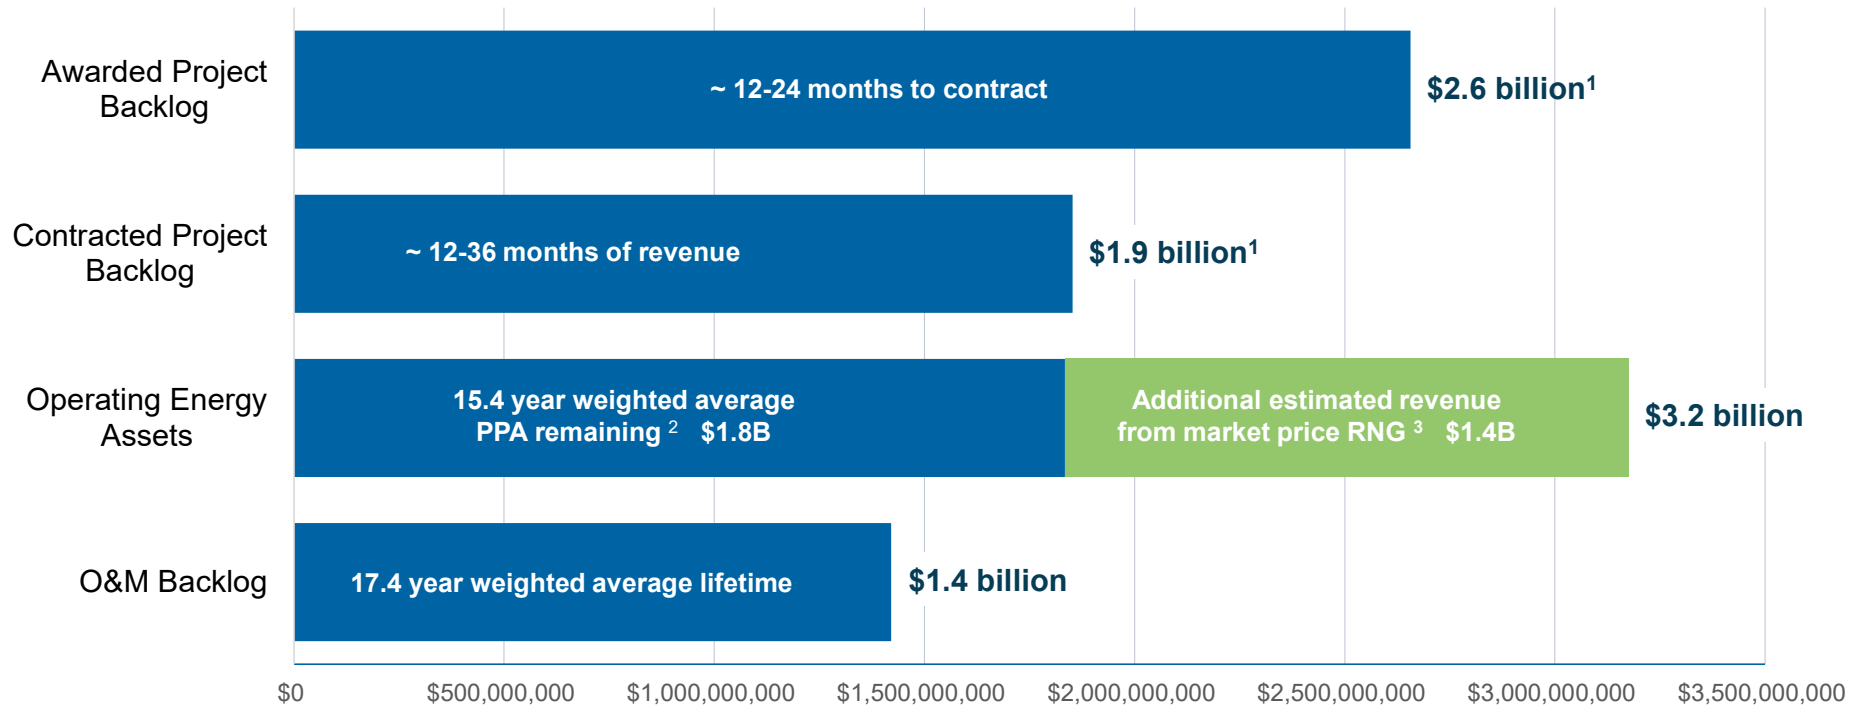 Awarded Project
Backlog
~ 12-24 months to contract
$2.6 billion¹
Contracted Project
Backlog
~ 12-36 months of revenue
$1.9 billion¹
Operating Energy
Assets
15.4 year weighted average
PPA remaining ² $1.8B
Additional estimated revenue
from market price RNG ³ $1.4B
$3.2 billion
O&M Backlog
17.4 year weighted average lifetime
$1.4 billion
$0 $500,000,000 $1,000,000,000 $1,500,000,000 $2,000,000,000 $2,500,000,000 $3,000,000,000 $3,500,000,000